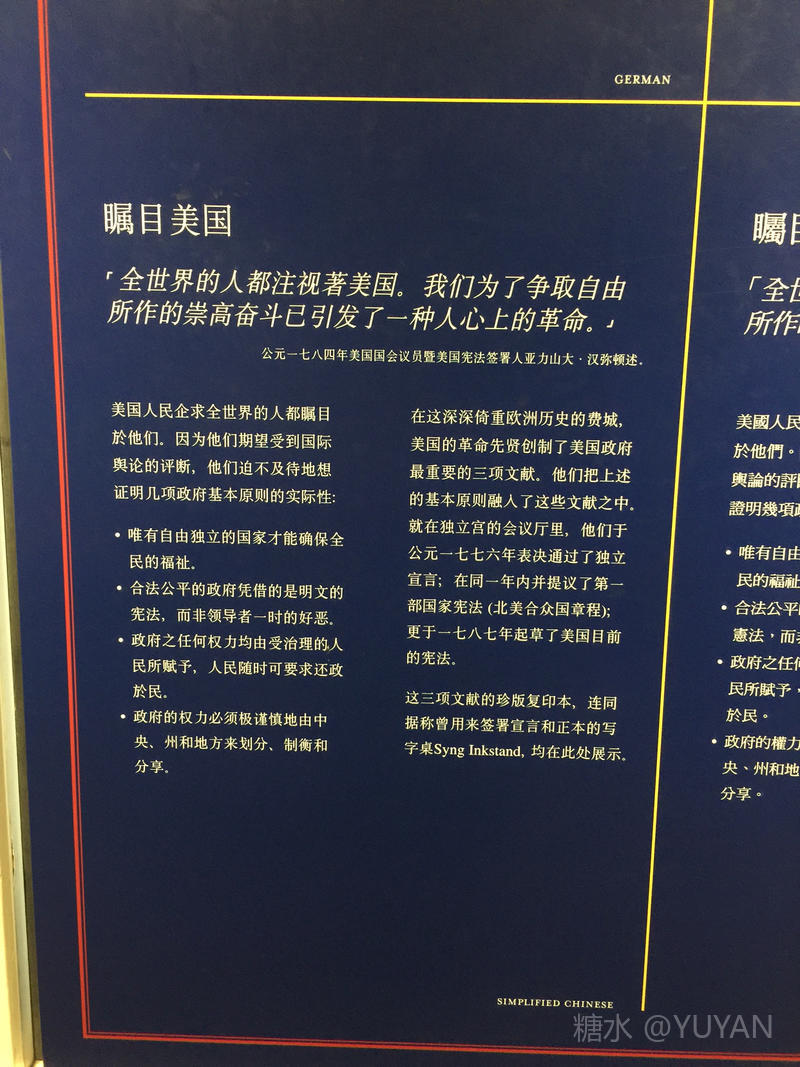 GERMAN
瞩目美国
「全世界的人都注视著美国。我们为了争取自由
所作的崇高奋斗已引发了一种人心上的革命。」
公元一七八四年美国国会议员暨美国宪法签署人亚力山大·汉弥顿述。
美国人民企求全世界的人都瞩目
於他们。因为他们期望受到国际
舆论的评断，他们迫不及待地想
证明几项政府基本原则的实际性:
• 唯有自由独立的国家才能确保全
民的福祉。
• 合法公平的政府凭借的是明文的
宪法，而非领导者一时的好恶。
• 政府之任何权力均由受治理的人
民所赋予，人民随时可要求还政
於民。
• 政府的权力必须极谨慎地由中
央、州和地方来划分、制衡和
分享。
在这深深倚重欧洲历史的费城，
美国的革命先贤创制了美国政府
最重要的三项文献。他们把上述
的基本原则融入了这些文献之中。
就在独立宫的会议厅里，他们于
公元一七七六年表决通过了独立
宣言；在同一年内并提议了第一
部国家宪法 (北美合众国章程);
更于一七八七年起草了美国目前
的宪法。
这三项文献的珍版复印本，连同
据称曾用来签署宣言和正本的写
字桌Syng Inkstand, 均在此处展示。
SIMPLIFIED CHINESE
矚目
「全世
所作的
美國人民
於他們。
輿論的評斷
證明幾項政
• 唯有自由
民的福祉
• 合法公平的
憲法，而非
• 政府之任何
民所賦予，
於民。
• 政府的權力
央、州和地
分享。
糖水 @YUYAN